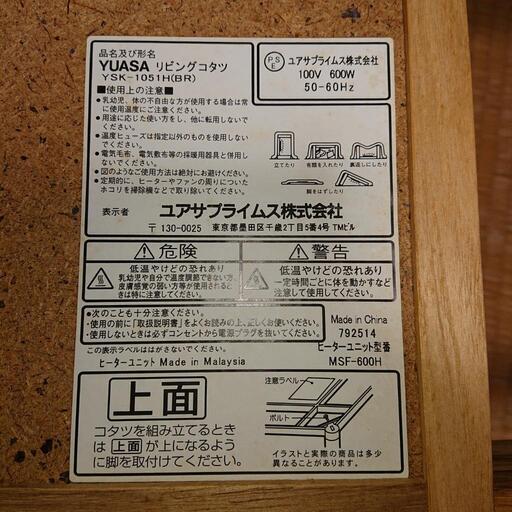 品名及び形名
YUASA リビングコタツ
YSK-1051H(BR)
PSE
ユアサプライムス株式会社
100V 600W
50-60Hz
■使用上の注意■
●乳幼児、体の不自由な方が使用する場合は常に使用温度にご注意ください。
●用途に応じた使い方をし、他に転用しないでください。
●温度ヒューズは指定以外のものを使用しないでください。
●電気毛布、電気敷布等の採暖用器具と併用しないでください。
●図のようなご使用方法は絶対にお避けください。
●定期的に、ヒーターやファンの周りについたホコリを掃除機などで取り除いてください。
立てたり
衣類を入れたり
裏返しにしたり
脚をはずしたり
表示者 ユアサプライムス株式会社
〒130-0025 東京都墨田区千歳2丁目5番4号 TMビル
危険
低温やけどの恐れあり
乳幼児や自分で温度調節できない方、皮膚感覚の弱い方等が使用されるときは特に注意してください。
警告
低温やけどの恐れあり
一定時間ごとに体を動かすなどして注意してください。
●次のことも十分注意ください。
・使用の前に「取扱説明書」をよくお読みの上、正しくお使いください。
・使用しないときは必ずコンセントから電源プラグを抜いてください。
Made in China
792514
この表示ラベルははがさないでください。
ヒーターユニット型番
ヒーターユニット Made in Malaysia
MSF-600H
上面
コタツを組み立てるときは 上面 が上になるように脚を取付けてください。
注意ラベル
ボルト
イラストと実際の商品は多少異なることがあります。